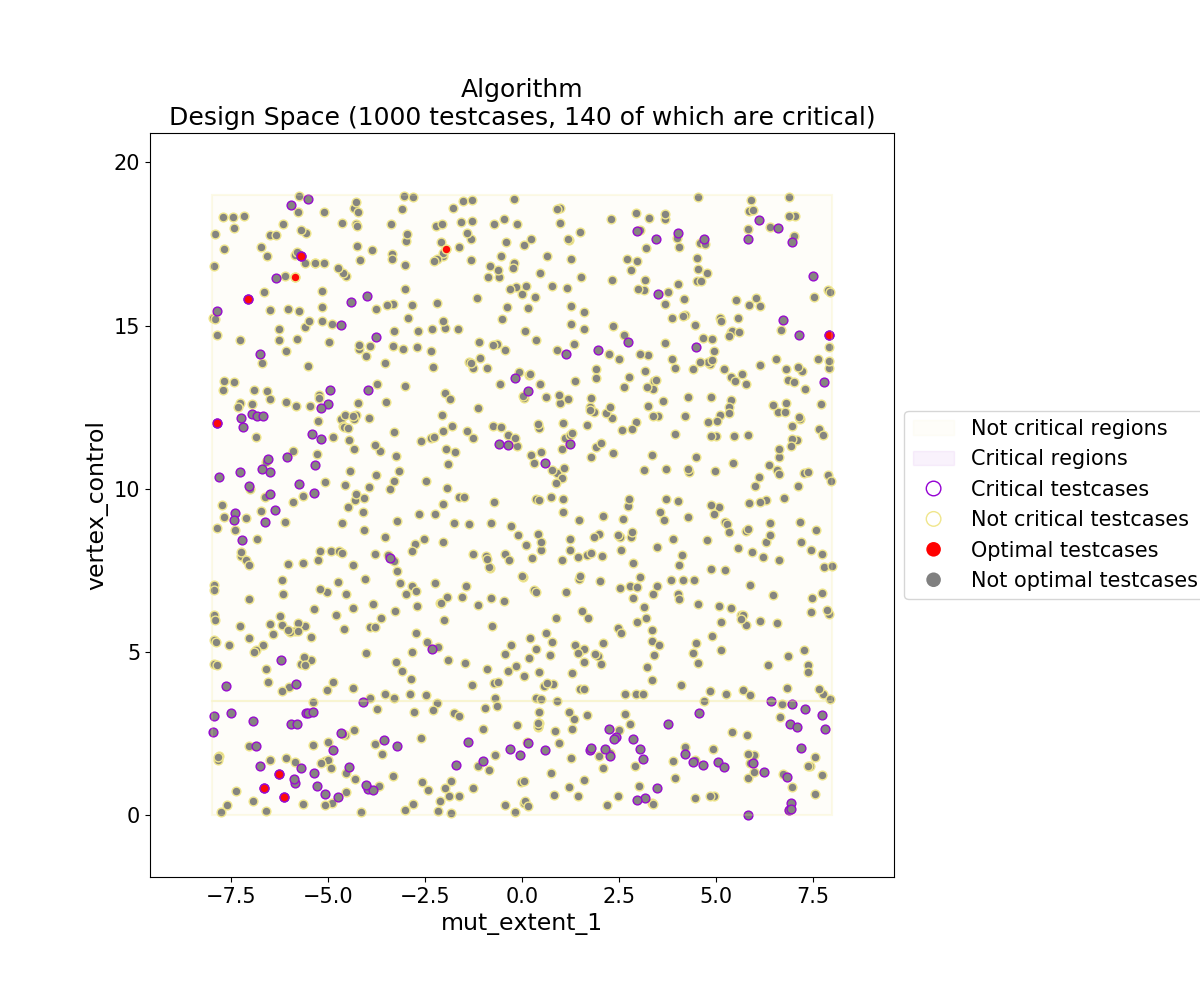 Algorithm
Design Space (1000 testcases, 140 of which are critical)
20
15
10
5
0
vertex_control
−7.5 −5.0 −2.5 0.0 2.5 5.0 7.5
mut_extent_1
Not critical regions
Critical regions
Critical testcases
Not critical testcases
Optimal testcases
Not optimal testcases